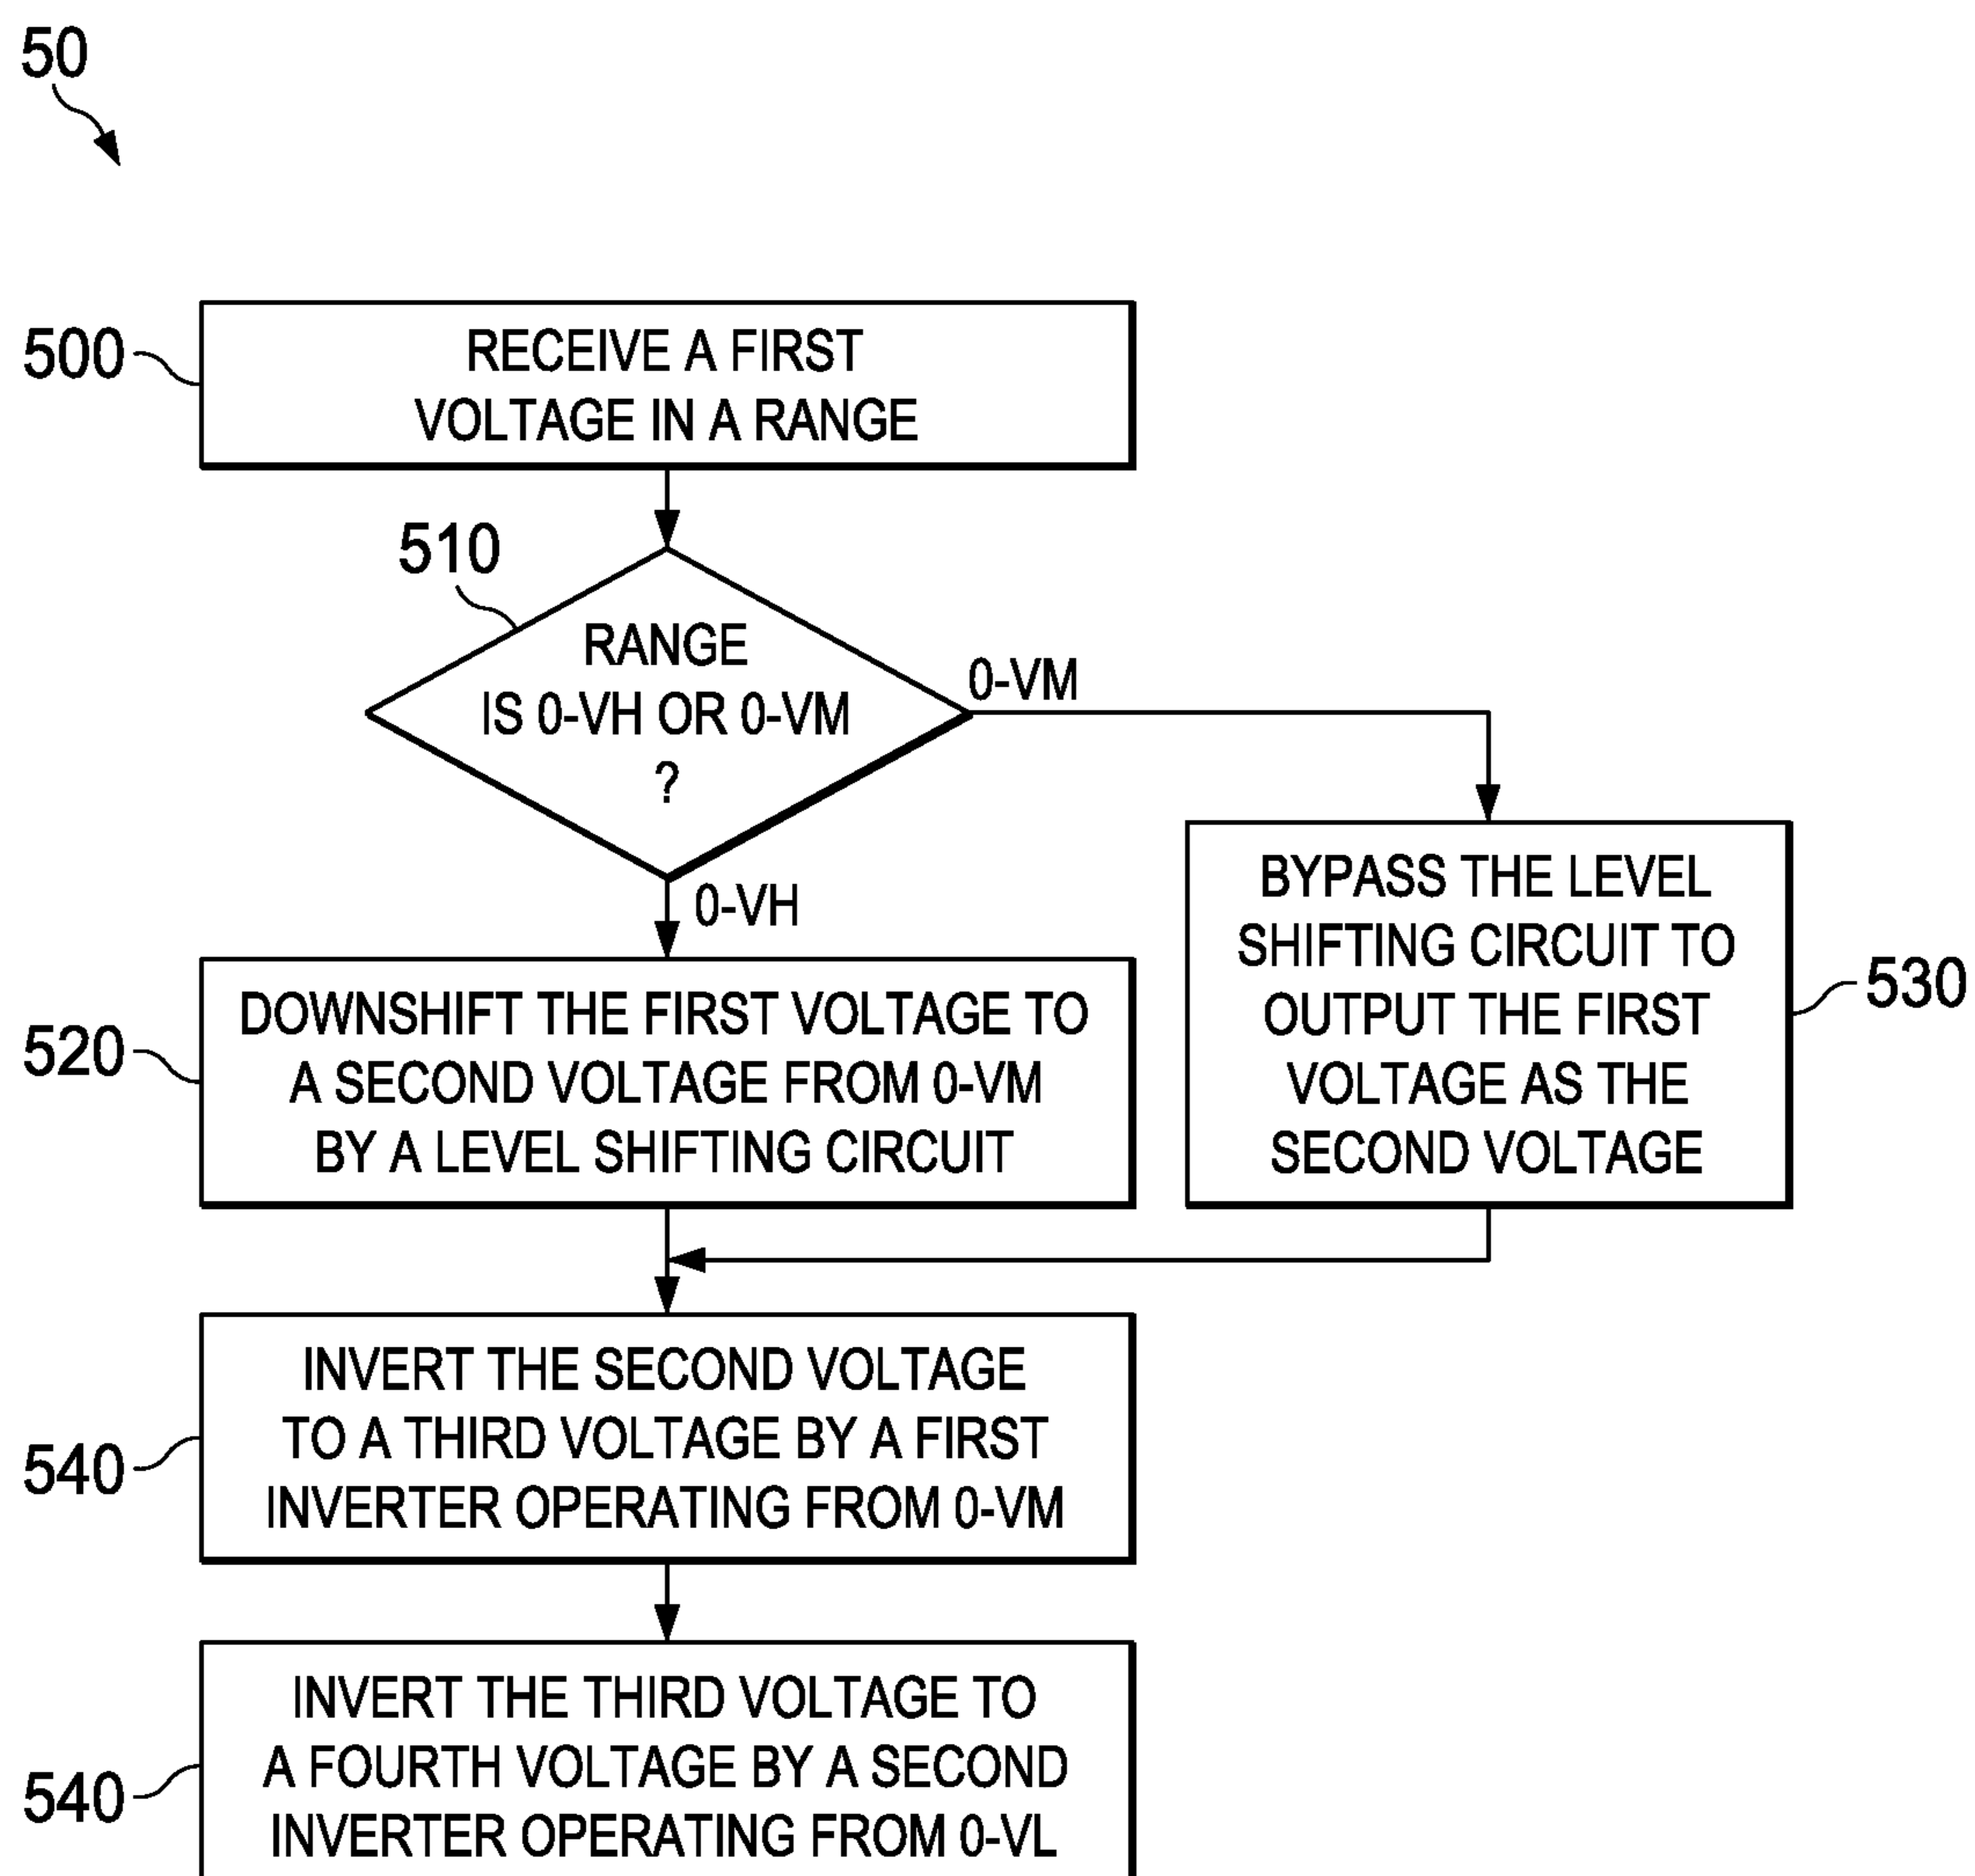 50
500
RECEIVE A FIRST
VOLTAGE IN A RANGE
510
RANGE
IS 0-VH OR 0-VM
?
0-VM
0-VH
520
DOWNSHIFT THE FIRST VOLTAGE TO
A SECOND VOLTAGE FROM 0-VM
BY A LEVEL SHIFTING CIRCUIT
BYPASS THE LEVEL
SHIFTING CIRCUIT TO
OUTPUT THE FIRST
VOLTAGE AS THE
SECOND VOLTAGE
530
540
INVERT THE SECOND VOLTAGE
TO A THIRD VOLTAGE BY A FIRST
INVERTER OPERATING FROM 0-VM
540
INVERT THE THIRD VOLTAGE TO
A FOURTH VOLTAGE BY A SECOND
INVERTER OPERATING FROM 0-VL